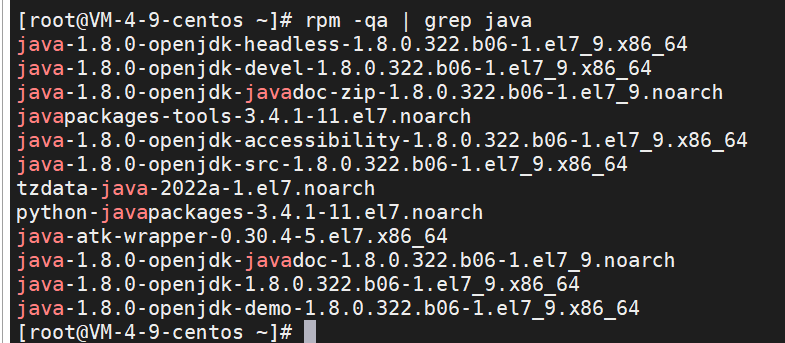 [root@VM-4-9-centos ~]# rpm -qa | grep java
java-1.8.0-openjdk-headless-1.8.0.322.b06-1.el7_9.x86_64
java-1.8.0-openjdk-devel-1.8.0.322.b06-1.el7_9.x86_64
java-1.8.0-openjdk-javadoc-zip-1.8.0.322.b06-1.el7_9.noarch
javapackages-tools-3.4.1-11.el7.noarch
java-1.8.0-openjdk-accessibility-1.8.0.322.b06-1.el7_9.x86_64
java-1.8.0-openjdk-src-1.8.0.322.b06-1.el7_9.x86_64
tzdata-java-2022a-1.el7.noarch
python-javapackages-3.4.1-11.el7.noarch
java-atk-wrapper-0.30.4-5.el7.x86_64
java-1.8.0-openjdk-javadoc-1.8.0.322.b06-1.el7_9.noarch
java-1.8.0-openjdk-1.8.0.322.b06-1.el7_9.x86_64
java-1.8.0-openjdk-demo-1.8.0.322.b06-1.el7_9.x86_64
[root@VM-4-9-centos ~]#